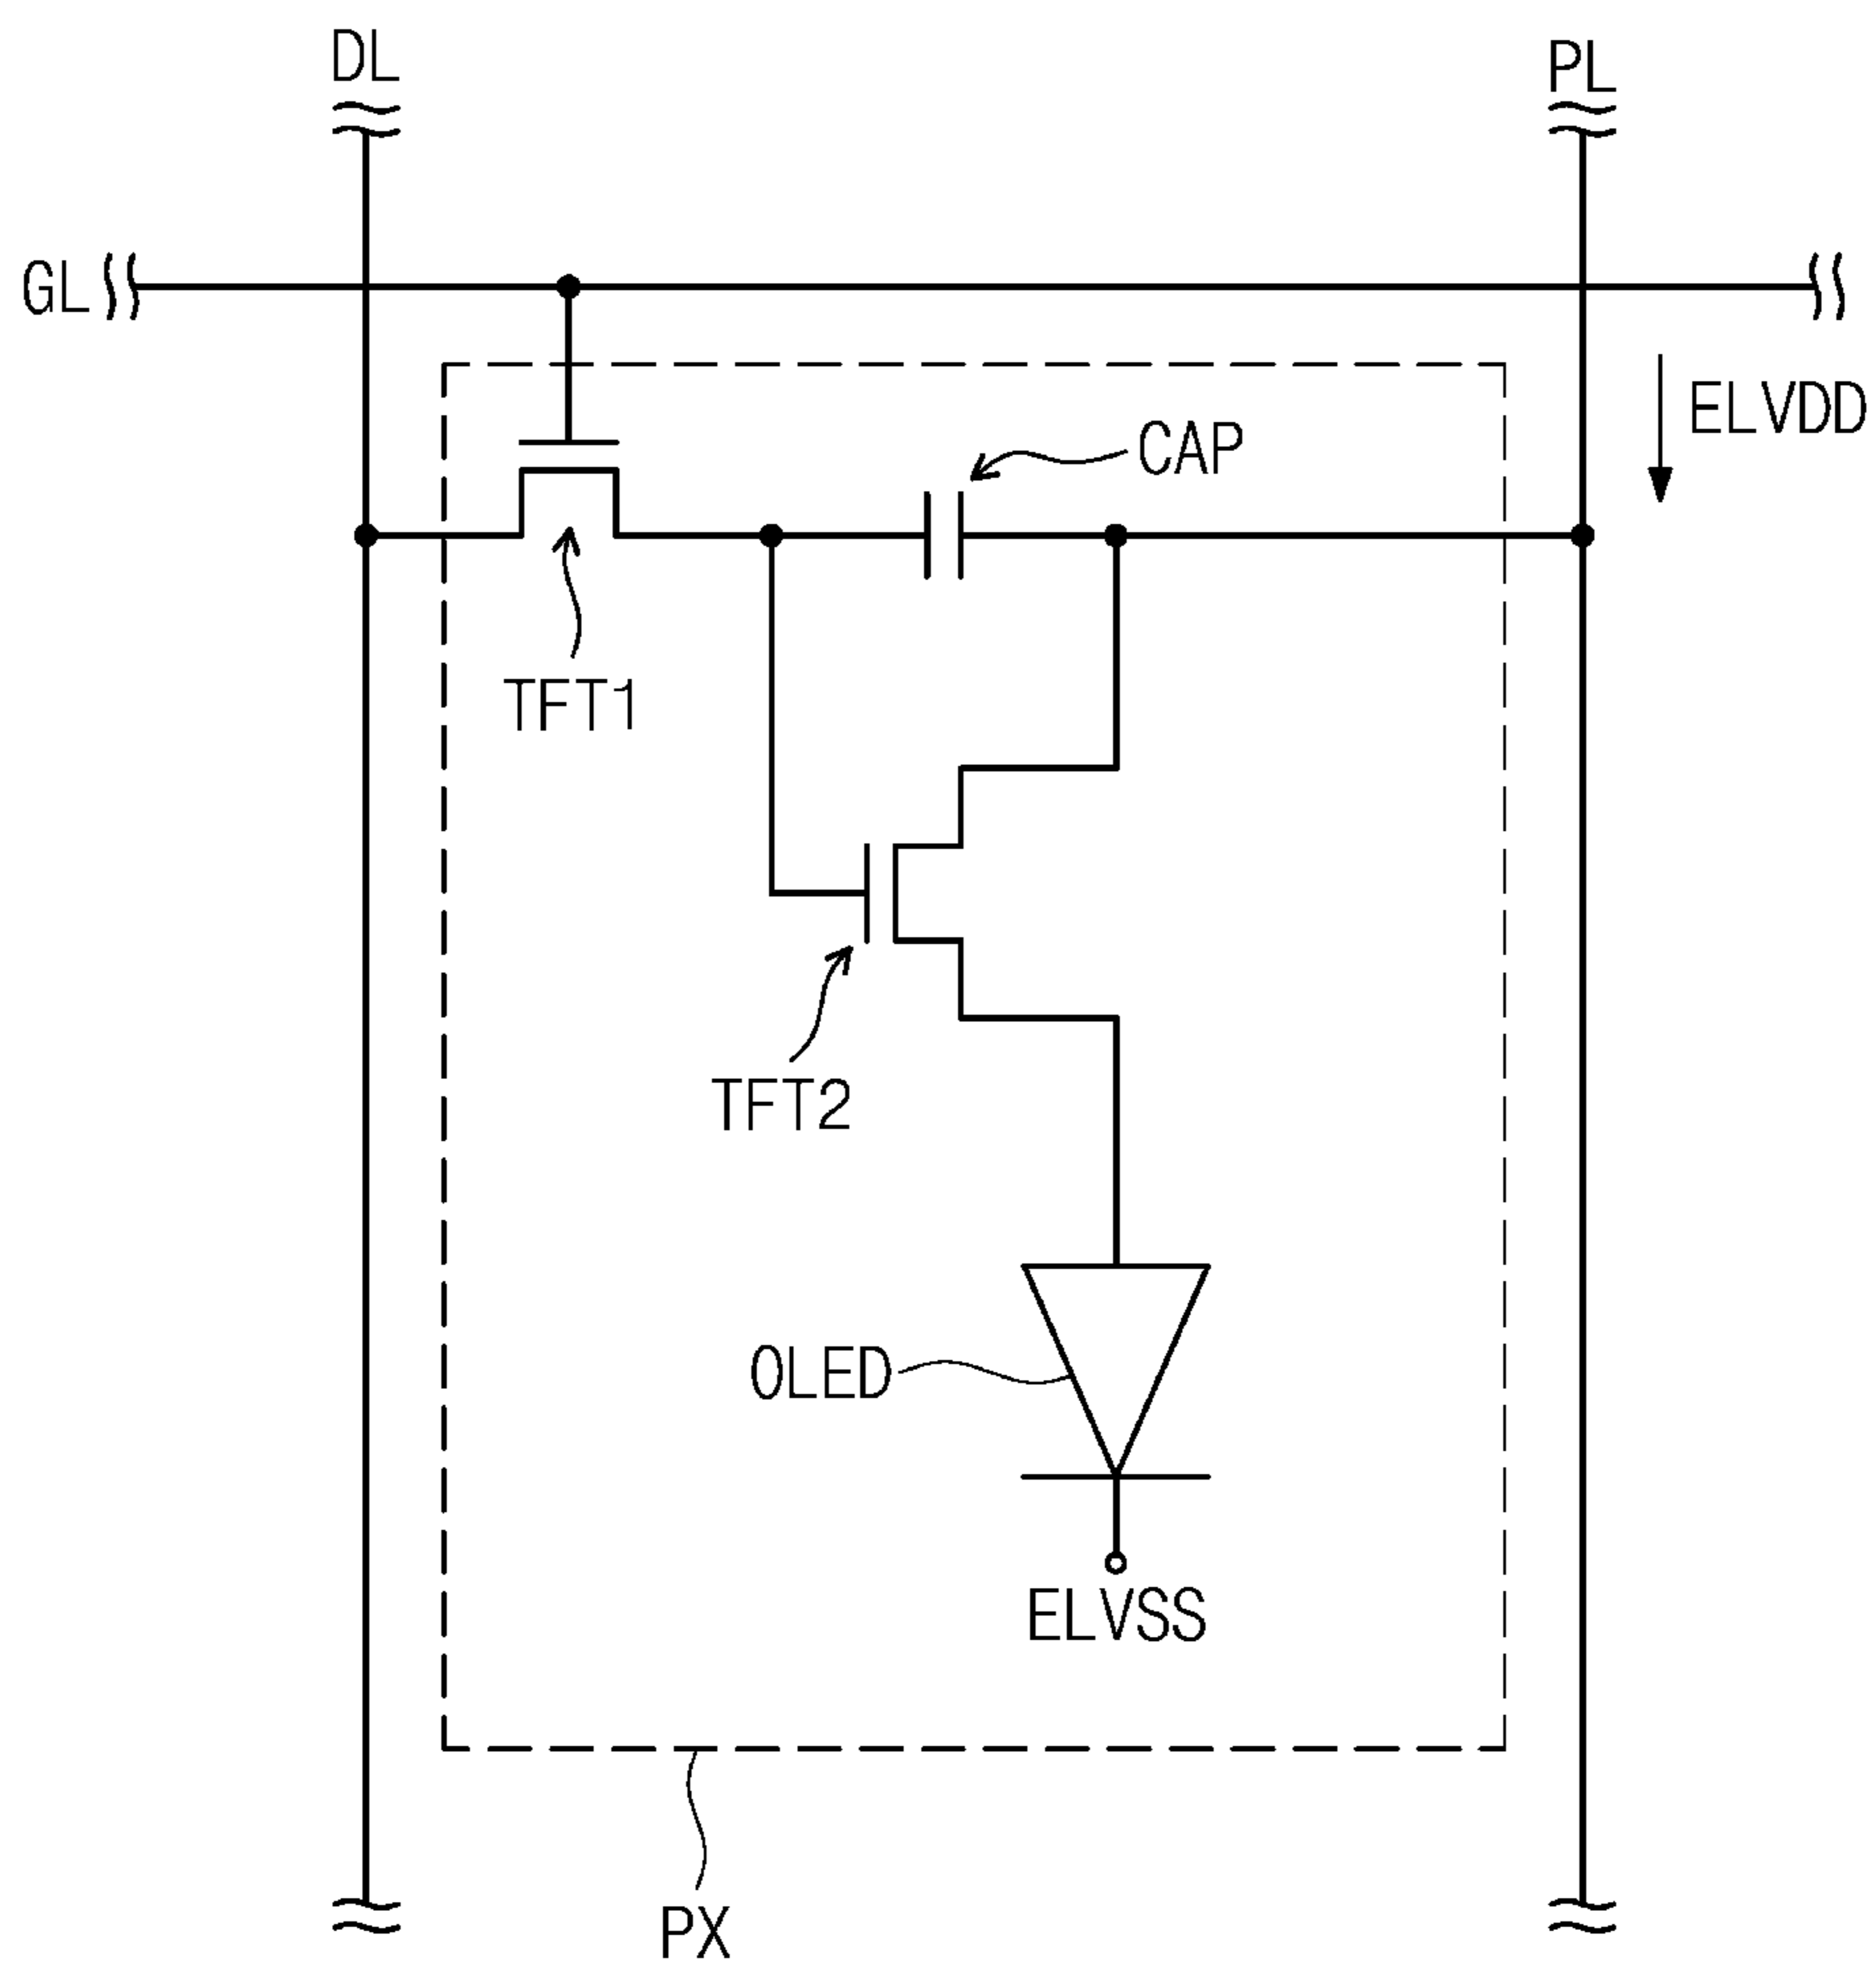 DL
PL
GL
ELVDD
CAP
TFT1
TFT2
OLED
ELVSS
PX